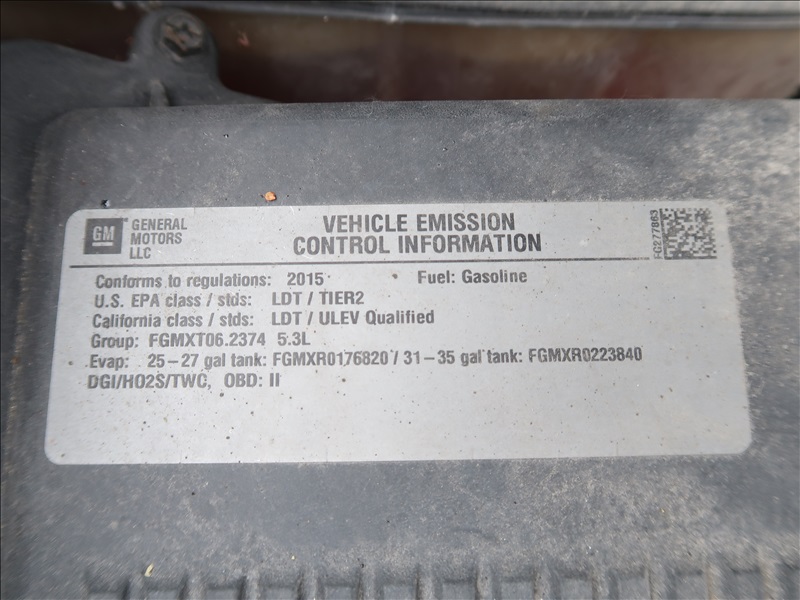 GM GENERAL MOTORS LLC
VEHICLE EMISSION
CONTROL INFORMATION
Conforms to regulations: 2015 Fuel: Gasoline
U.S. EPA class / stds: LDT / TIER2
California class / stds: LDT / ULEV Qualified
Group: FGMXT06.2374 5.3L
Evap: 25-27 gal tank: FGMXR0176820 / 31-35 gal tank: FGMXR0223840
DGI/HO2S/TWC, OBD: II